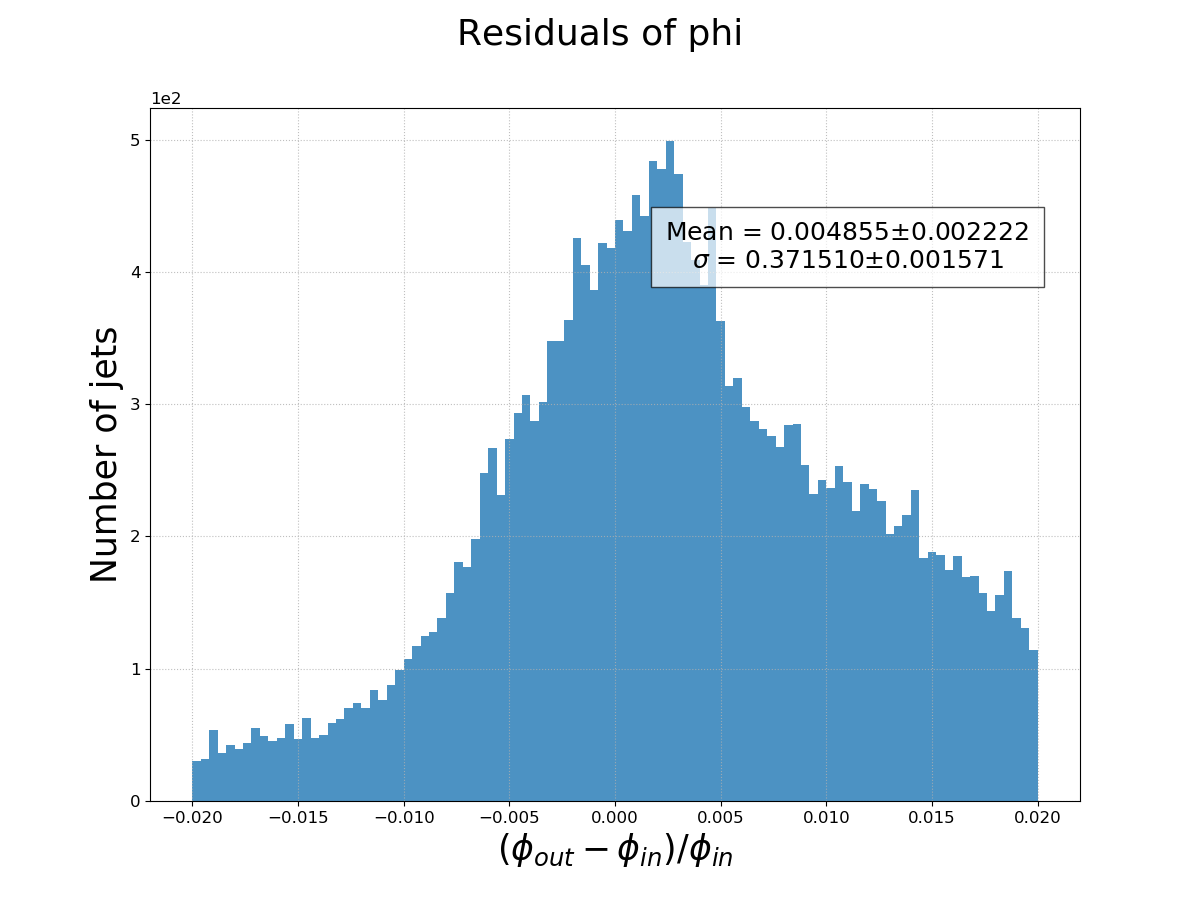 Residuals of phi
1e2
5
4
3
2
1
0
Number of jets
Mean = 0.004855±0.002222
σ = 0.371510±0.001571
−0.020 −0.015 −0.010 −0.005 0.000 0.005 0.010 0.015 0.020
(ϕ_out − ϕ_in)/ϕ_in